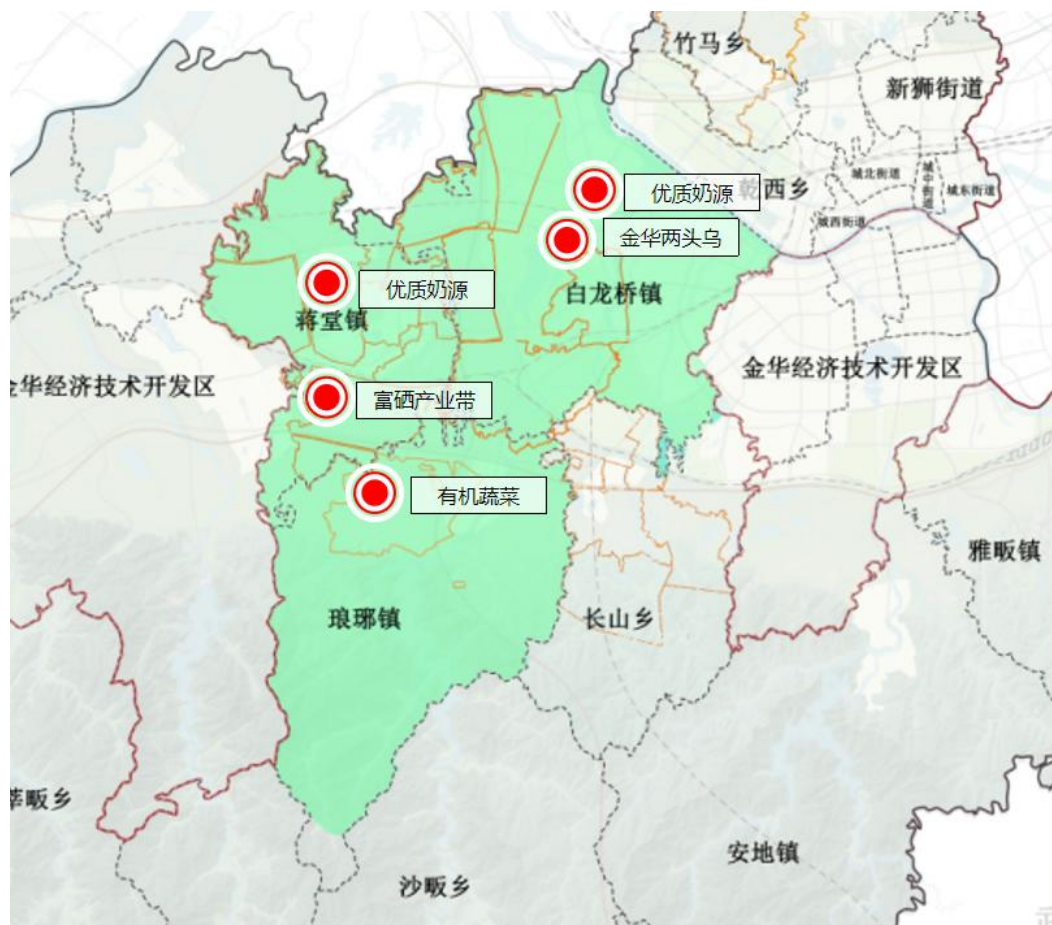 竹马乡
新狮街道
城北街道
城中街道
城东街道
优质奶源
乾西乡
城西街道
金华两头乌
优质奶源
白龙桥镇
蒋堂镇
金华经济技术开发区
华经济技术开发区
富硒产业带
有机蔬菜
雅畈镇
琅琊镇
长山乡
莘畈乡
安地镇
沙畈乡